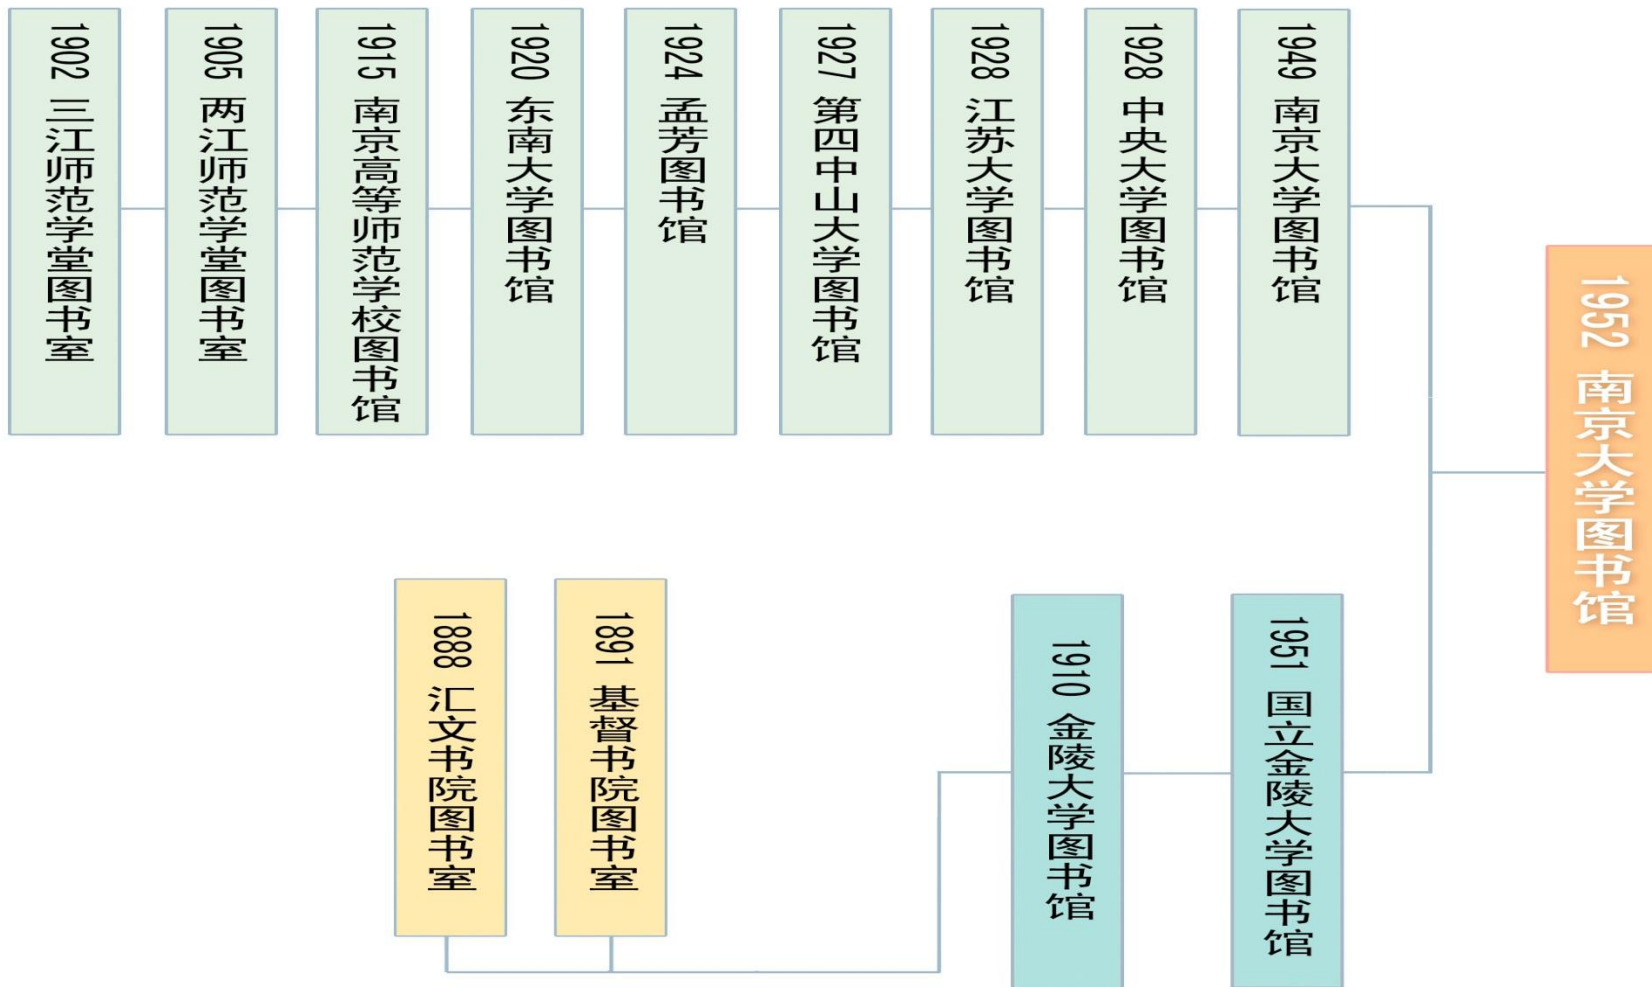 1902 三江师范学堂图书室
1905 两江师范学堂图书室
1915 南京高等师范学校图书馆
1920 东南大学图书馆
1924 孟芳图书馆
1927 第四中山大学图书馆
1928 江苏大学图书馆
1928 中央大学图书馆
1949 南京大学图书馆
1952 南京大学图书馆
1888 汇文书院图书室
1891 基督书院图书室
1910 金陵大学图书馆
1951 国立金陵大学图书馆